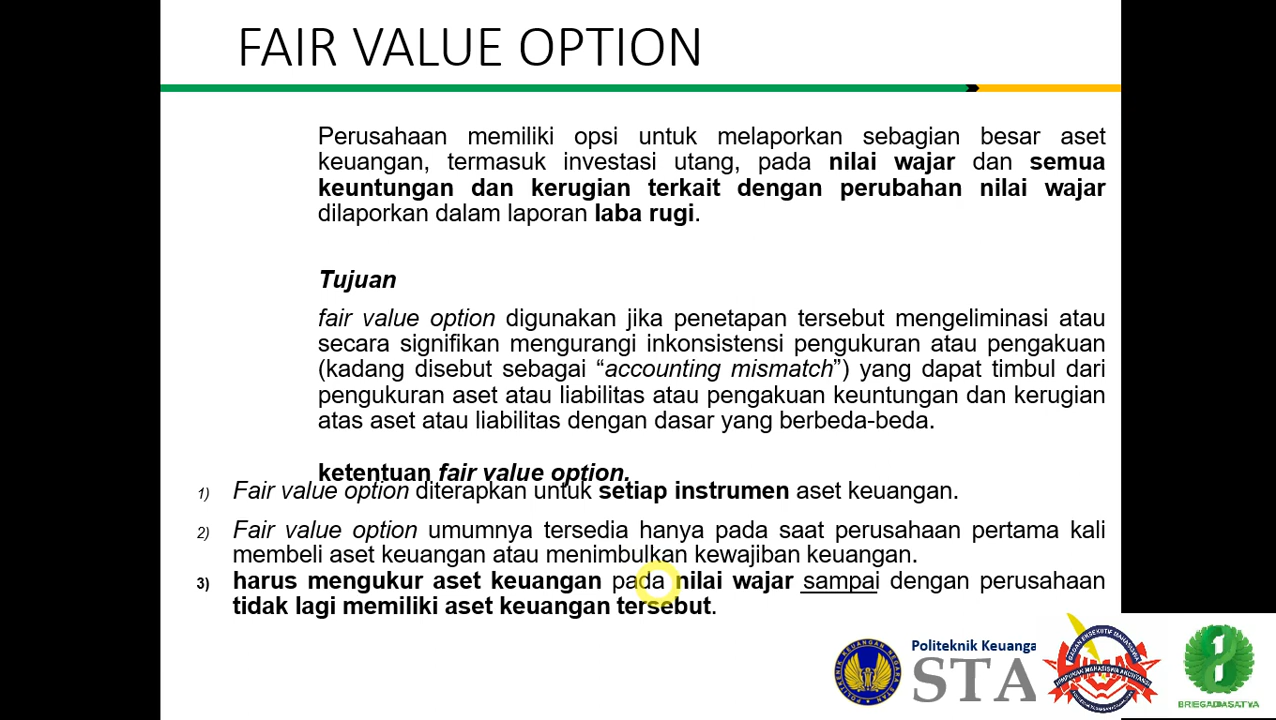 FAIR VALUE OPTION
Perusahaan memiliki opsi untuk melaporkan sebagian besar aset
keuangan, termasuk investasi utang, pada nilai wajar dan semua
keuntungan dan kerugian terkait dengan perubahan nilai wajar
dilaporkan dalam laporan laba rugi.
Tujuan
fair value option digunakan jika penetapan tersebut mengeliminasi atau
secara signifikan mengurangi inkonsistensi pengukuran atau pengakuan
(kadang disebut sebagai “accounting mismatch”) yang dapat timbul dari
pengukuran aset atau liabilitas atau pengakuan keuntungan dan kerugian
atas aset atau liabilitas dengan dasar yang berbeda-beda.
ketentuan fair value option.
1) Fair value option diterapkan untuk setiap instrumen aset keuangan.
2) Fair value option umumnya tersedia hanya pada saat perusahaan pertama kali
membeli aset keuangan atau menimbulkan kewajiban keuangan.
3) harus mengukur aset keuangan pada nilai wajar sampai dengan perusahaan
tidak lagi memiliki aset keuangan tersebut.
Politeknik Keuanga
STA
BRIEGADASATYA